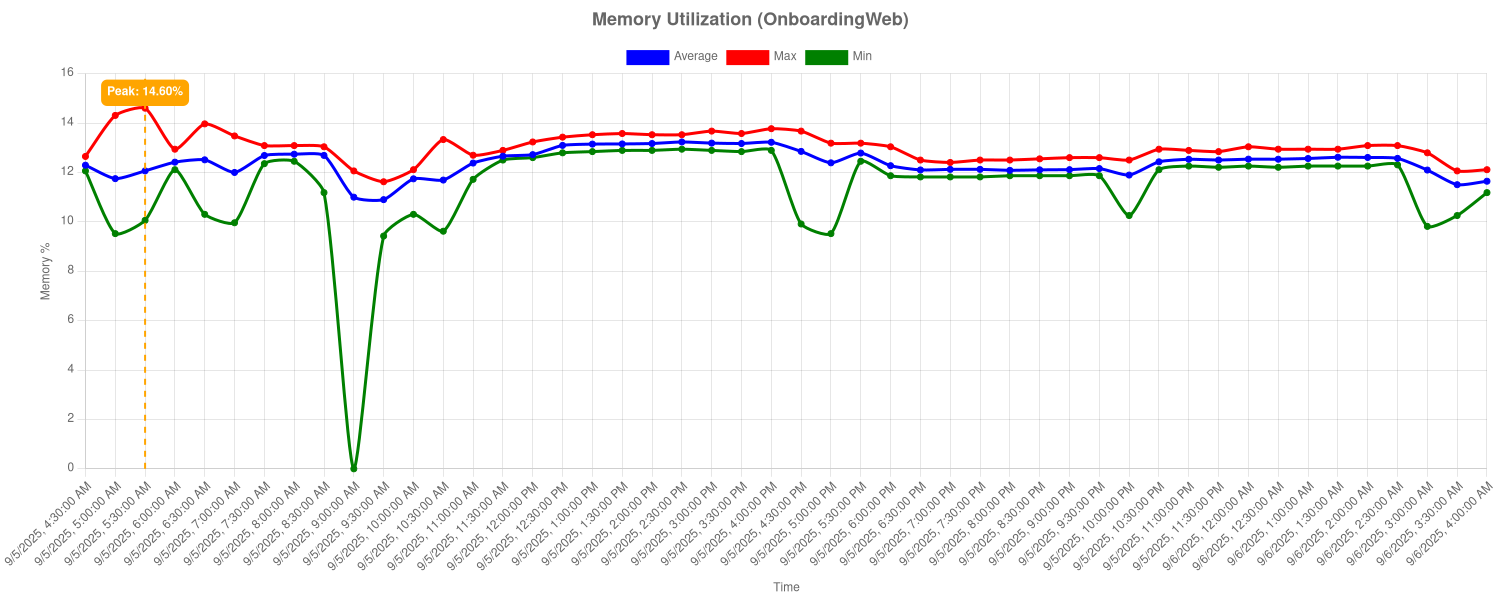 Memory Utilization (OnboardingWeb)
Average Max Min
Peak: 14.60%
16
14
12
10
8
6
4
2
0
Memory %
9/5/2025, 4:30:00 AM
9/5/2025, 5:00:00 AM
9/5/2025, 5:30:00 AM
9/5/2025, 6:00:00 AM
9/5/2025, 6:30:00 AM
9/5/2025, 7:00:00 AM
9/5/2025, 7:30:00 AM
9/5/2025, 8:00:00 AM
9/5/2025, 8:30:00 AM
9/5/2025, 9:00:00 AM
9/5/2025, 9:30:00 AM
9/5/2025, 10:00:00 AM
9/5/2025, 10:30:00 AM
9/5/2025, 11:00:00 AM
9/5/2025, 11:30:00 AM
9/5/2025, 12:00:00 PM
9/5/2025, 12:30:00 PM
9/5/2025, 1:00:00 PM
9/5/2025, 1:30:00 PM
9/5/2025, 2:00:00 PM
9/5/2025, 2:30:00 PM
9/5/2025, 3:00:00 PM
9/5/2025, 3:30:00 PM
9/5/2025, 4:00:00 PM
9/5/2025, 4:30:00 PM
9/5/2025, 5:00:00 PM
9/5/2025, 5:30:00 PM
9/5/2025, 6:00:00 PM
9/5/2025, 6:30:00 PM
9/5/2025, 7:00:00 PM
9/5/2025, 7:30:00 PM
9/5/2025, 8:00:00 PM
9/5/2025, 8:30:00 PM
9/5/2025, 9:00:00 PM
9/5/2025, 9:30:00 PM
9/5/2025, 10:00:00 PM
9/5/2025, 10:30:00 PM
9/5/2025, 11:00:00 PM
9/5/2025, 11:30:00 PM
9/6/2025, 12:00:00 AM
9/6/2025, 12:30:00 AM
9/6/2025, 1:00:00 AM
9/6/2025, 1:30:00 AM
9/6/2025, 2:00:00 AM
9/6/2025, 2:30:00 AM
9/6/2025, 3:00:00 AM
9/6/2025, 3:30:00 AM
9/6/2025, 4:00:00 AM
Time